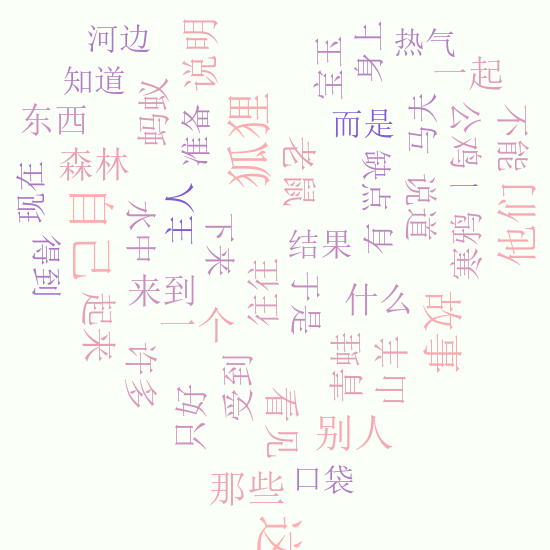 河边
说明
宝玉
身上
热气
知道
一起
蚂蚁
东西
准备
狐狸
而是
马夫
公鸡
不能
森林
老鼠
缺点
说道
一
现在
自己
主人
有
寒鸦
他们
水中
下来
结果
觉得
来到
往往
于是
什么
一个
起来
故事
许多
受到
青蛙
山羊
只好
看见
别人
那些
口袋